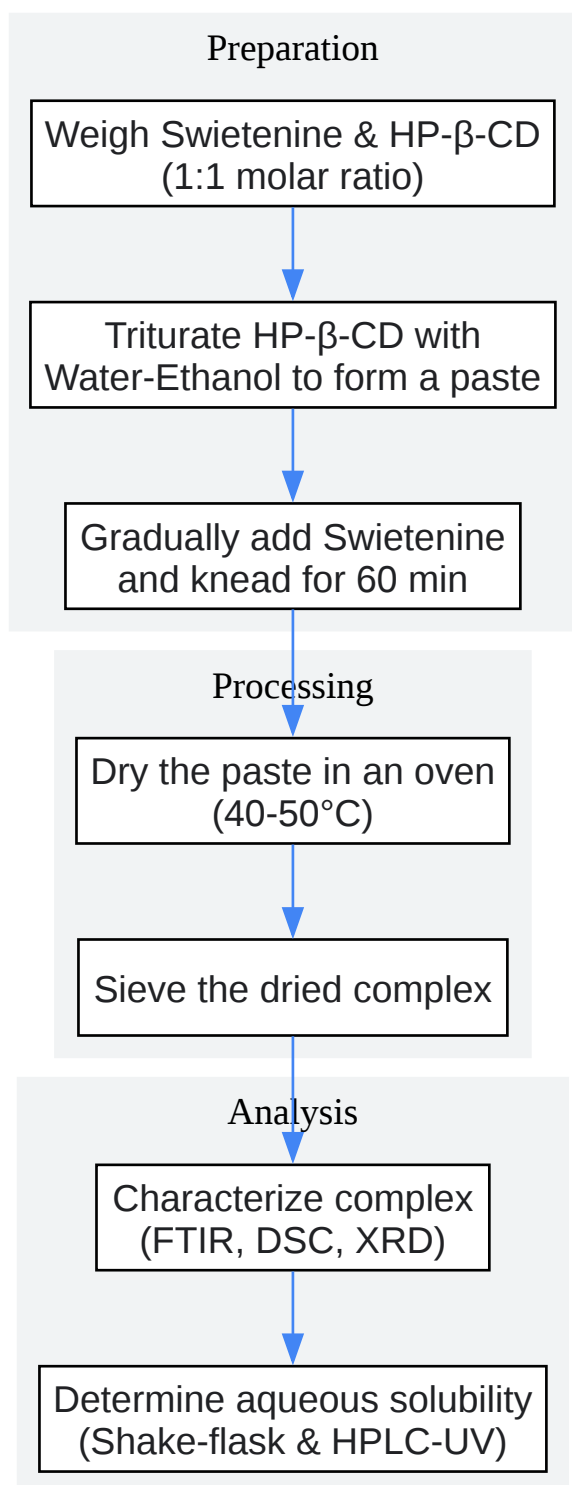 Preparation
Weigh Swietenine & HP-β-CD
(1:1 molar ratio)
Triturate HP-β-CD with
Water-Ethanol to form a paste
Gradually add Swietenine
and knead for 60 min
Processing
Dry the paste in an oven
(40-50°C)
Sieve the dried complex
Analysis
Characterize complex
(FTIR, DSC, XRD)
Determine aqueous solubility
(Shake-flask & HPLC-UV)